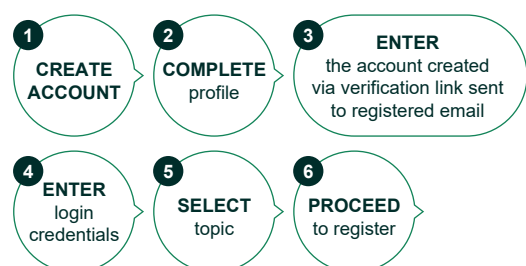 1
CREATE
ACCOUNT
2
COMPLETE
profile
3
ENTER
the account created
via verification link sent
to registered email
4
ENTER
login
credentials
5
SELECT
topic
6
PROCEED
to register